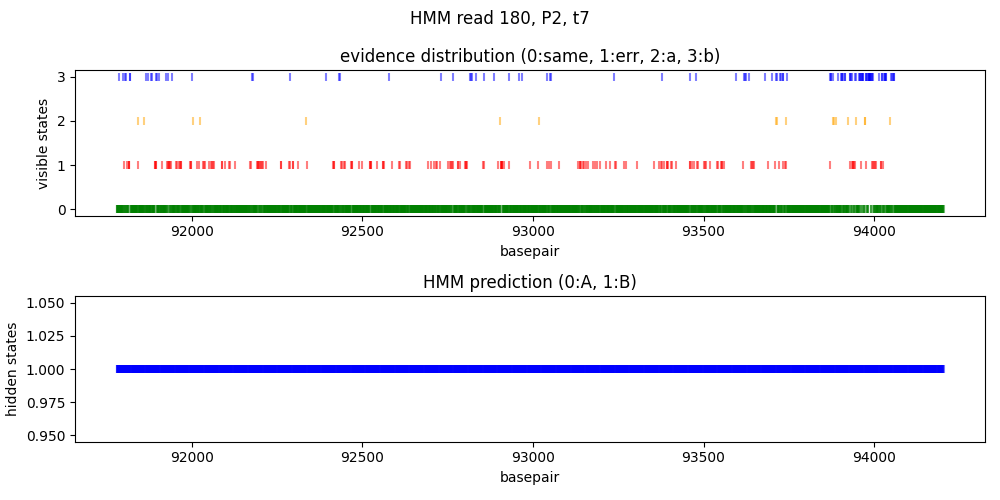 HMM read 180, P2, t7
evidence distribution (0:same, 1:err, 2:a, 3:b)
visible states
3
2
1
0
92000 92500 93000 93500 94000
basepair
HMM prediction (0:A, 1:B)
hidden states
1.050
1.025
1.000
0.975
0.950
92000 92500 93000 93500 94000
basepair